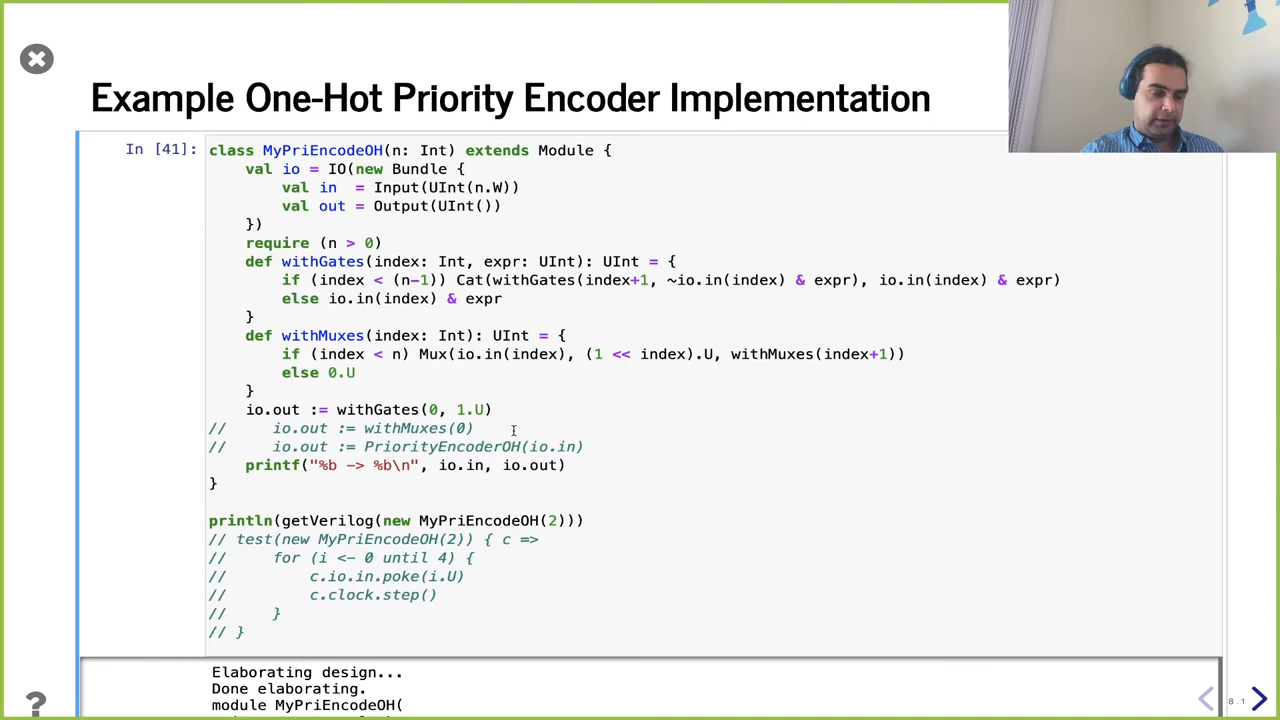 Example One-Hot Priority Encoder Implementation
In [41]:
class MyPriEncodeOH(n: Int) extends Module {
    val io = IO(new Bundle {
        val in  = Input(UInt(n.W))
        val out = Output(UInt())
    })
    require (n > 0)
    def withGates(index: Int, expr: UInt): UInt = {
        if (index < (n-1)) Cat(withGates(index+1, ~io.in(index) & expr), io.in(index) & expr)
        else io.in(index) & expr
    }
    def withMuxes(index: Int): UInt = {
        if (index < n) Mux(io.in(index), (1 << index).U, withMuxes(index+1))
        else 0.U
    }
    io.out := withGates(0, 1.U)
//     io.out := withMuxes(0)
//     io.out := PriorityEncoderOH(io.in)
    printf("%b -> %b\n", io.in, io.out)
}
println(getVerilog(new MyPriEncodeOH(2)))
// test(new MyPriEncodeOH(2)) { c =>
//     for (i <- 0 until 4) {
//         c.io.in.poke(i.U)
//         c.clock.step()
//     }
// }
Elaborating design...
Done elaborating.
module MyPriEncodeOH(
?
8.1